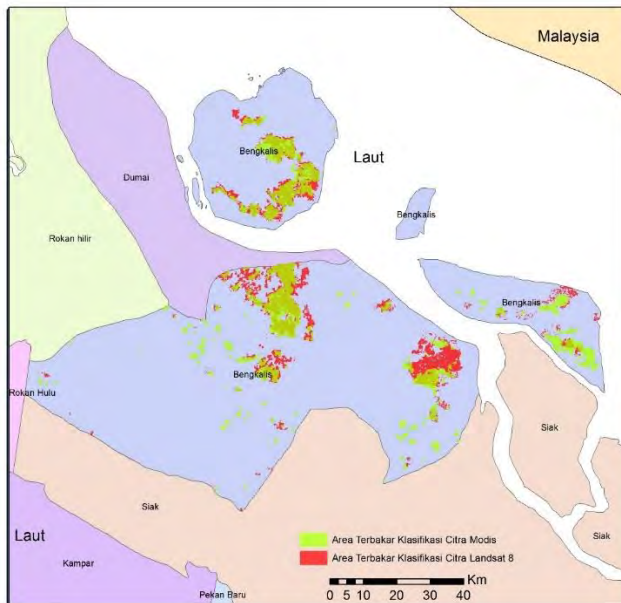 Malaysia
Bengkalis
Laut
Dumai
Bengkalis
Rokan hilir
Bengkalis
Bengkalis
Rokan Hulu
Siak
Siak
Laut
Siak
Area Terbakar Klasifikasi Citra Modis
Area Terbakar Klasifikasi Citra Landsat 8
Kampar
Km
0 5 10 20 30 40
Pekan Baru